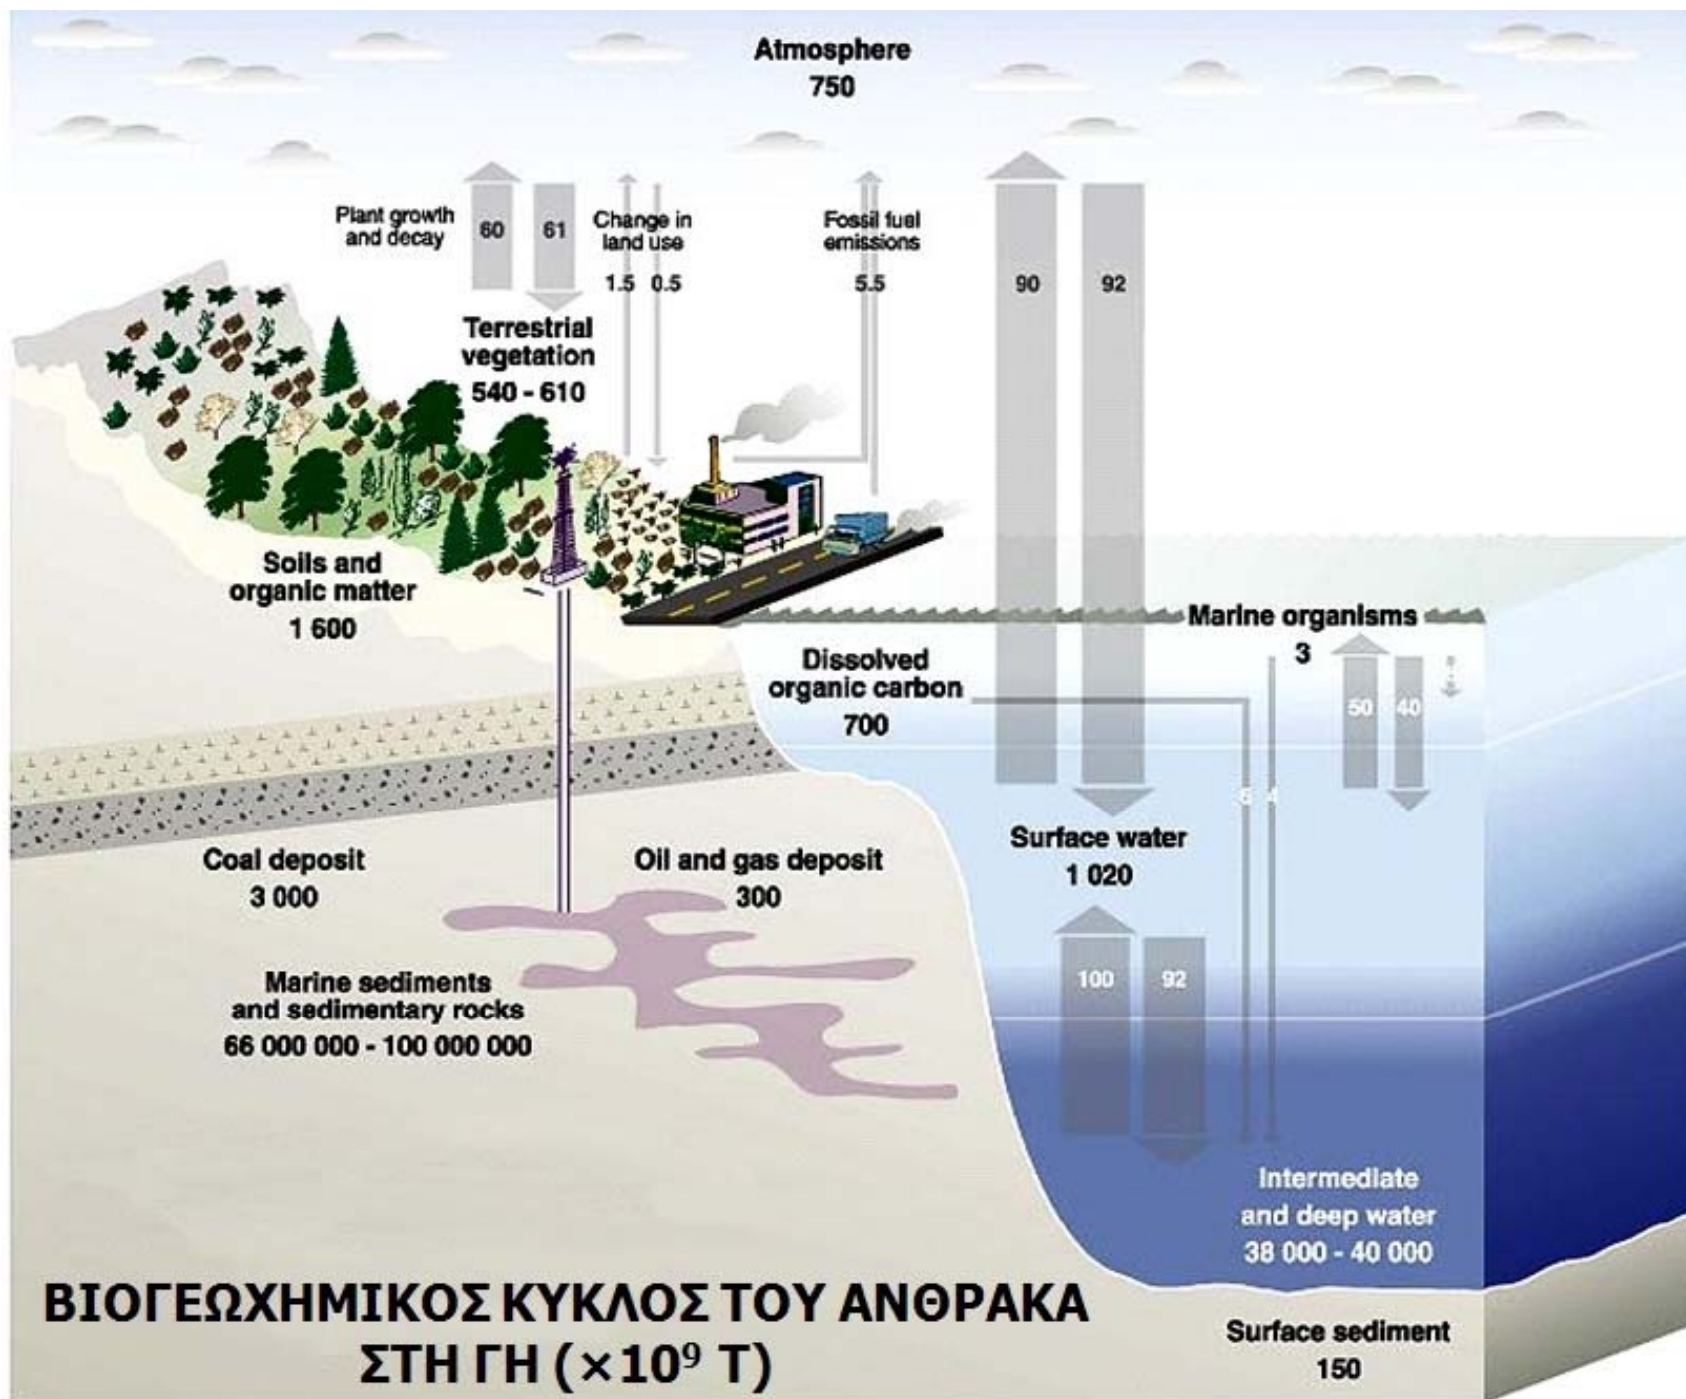 Atmosphere
750
Plant growth
and decay
60
61
Change in
land use
1.5 0.5
Fossil fuel
emissions
5.5
90
92
Terrestrial
vegetation
540 - 610
Soils and
organic matter
1 600
Marine organisms
3
Dissolved
organic carbon
700
50
40
6
4
Surface water
1 020
Coal deposit
3 000
Oil and gas deposit
300
100
92
Marine sediments
and sedimentary rocks
66 000 000 - 100 000 000
Intermediate
and deep water
38 000 - 40 000
ΒΙΟΓΕΩΧΗΜΙΚΟΣ ΚΥΚΛΟΣ ΤΟΥ ΑΝΘΡΑΚΑ
ΣΤΗ ΓΗ (×10⁹ Τ)
Surface sediment
150